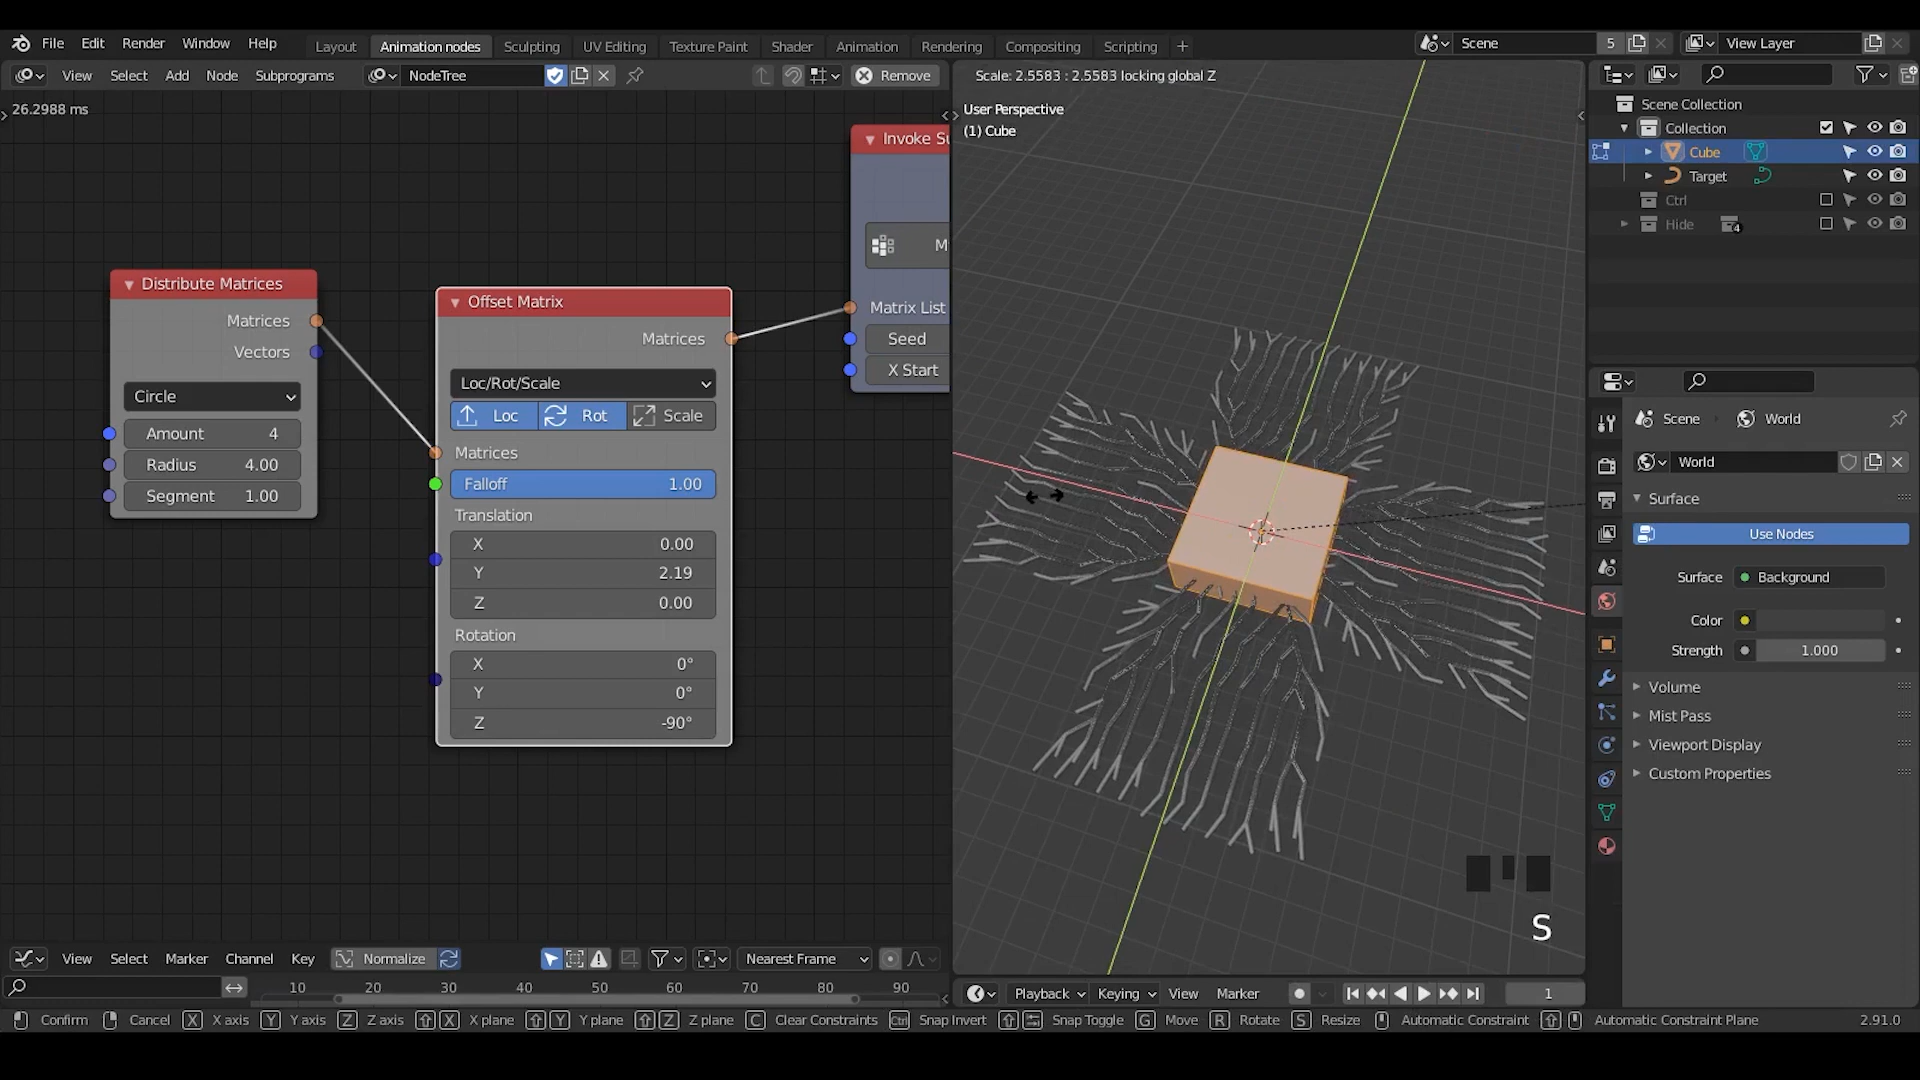 File Edit Render Window Help Layout Animation nodes Sculpting UV Editing Texture Paint Shader Animation Rendering Compositing Scripting + Scene 5 View Layer
View Select Add Node Subprograms NodeTree Remove
26.2988 ms
Scale: 2.5583 : 2.5583 locking global Z
User Perspective
(1) Cube
Scene Collection
Collection
Cube
Target
Ctrl
Hide 4
Invoke Su
M
Matrix List
Seed
X Start
Distribute Matrices
Matrices
Vectors
Circle
Amount 4
Radius 4.00
Segment 1.00
Offset Matrix
Matrices
Loc/Rot/Scale
Loc Rot Scale
Matrices
Falloff 1.00
Translation
X 0.00
Y 2.19
Z 0.00
Rotation
X 0°
Y 0°
Z -90°
S
Scene World
World
Surface
Use Nodes
Surface Background
Color
Strength 1.000
Volume
Mist Pass
Viewport Display
Custom Properties
View Select Marker Channel Key Normalize Nearest Frame
10 20 30 40 50 60 70 80 90
Playback Keying View Marker 1
Confirm Cancel X X axis Y Y axis Z Z axis X X plane Y Y plane Z Z plane C Clear Constraints Ctrl Snap Invert Snap Toggle G Move R Rotate S Resize Automatic Constraint Automatic Constraint Plane 2.91.0